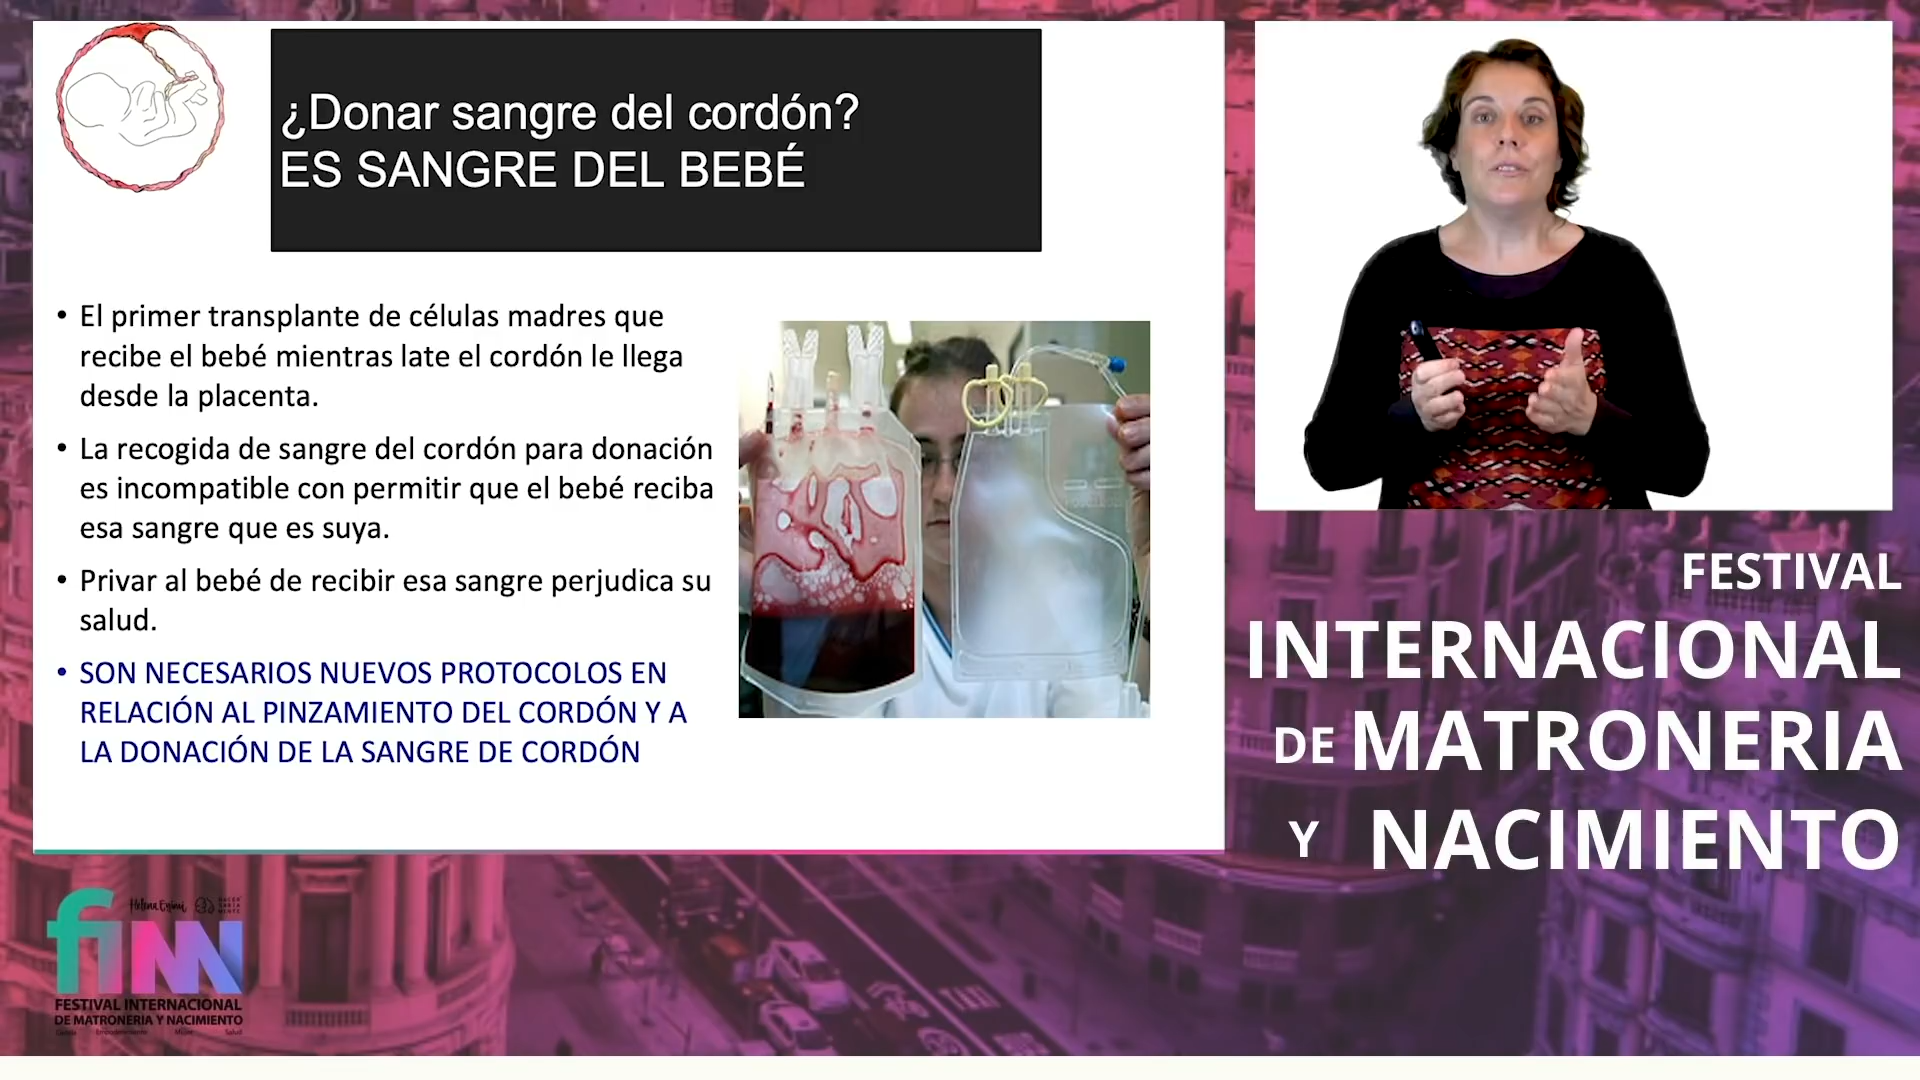 ¿Donar sangre del cordón?
ES SANGRE DEL BEBÉ
• El primer transplante de células madres que
recibe el bebé mientras late el cordón le llega
desde la placenta.
• La recogida de sangre del cordón para donación
es incompatible con permitir que el bebé reciba
esa sangre que es suya.
• Privar al bebé de recibir esa sangre perjudica su
salud.
• SON NECESARIOS NUEVOS PROTOCOLOS EN
RELACIÓN AL PINZAMIENTO DEL CORDÓN Y A
LA DONACIÓN DE LA SANGRE DE CORDÓN
FESTIVAL
INTERNACIONAL
DE MATRONERIA
Y NACIMIENTO
Helena Eyimi
fimn
FESTIVAL INTERNACIONAL
DE MATRONERIA Y NACIMIENTO
TAXI